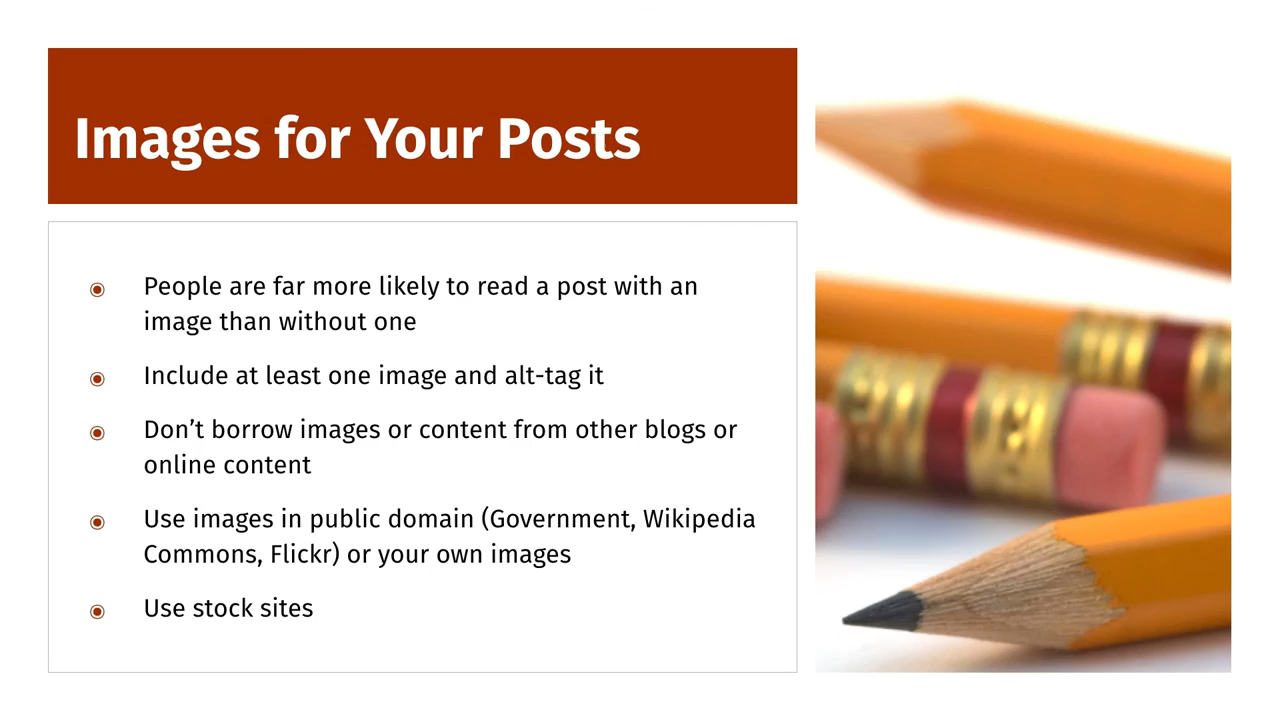 Images for Your Posts
People are far more likely to read a post with an
image than without one
Include at least one image and alt-tag it
Don’t borrow images or content from other blogs or
online content
Use images in public domain (Government, Wikipedia
Commons, Flickr) or your own images
Use stock sites